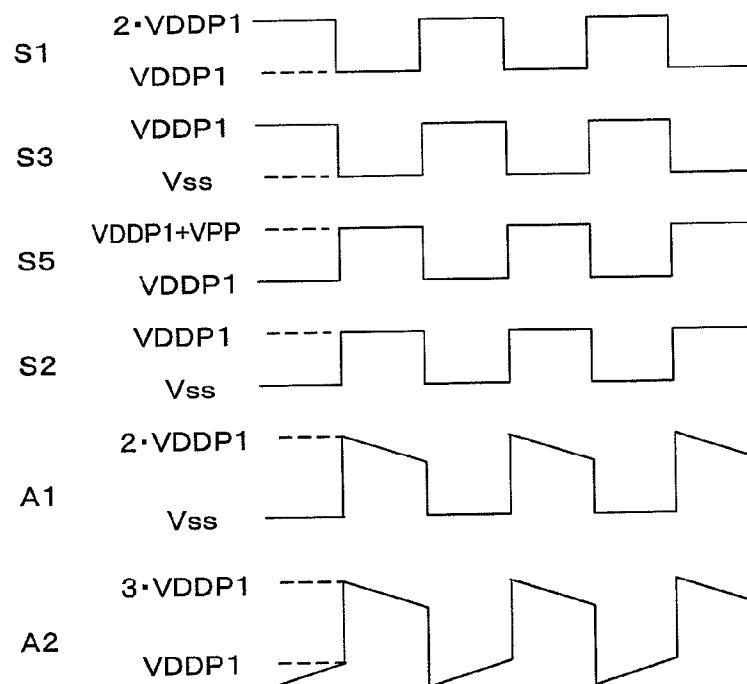 2·VDDP1
S1
VDDP1
VDDP1
S3
Vss
VDDP1+VPP
S5
VDDP1
VDDP1
S2
Vss
2·VDDP1
A1
Vss
3·VDDP1
A2
VDDP1